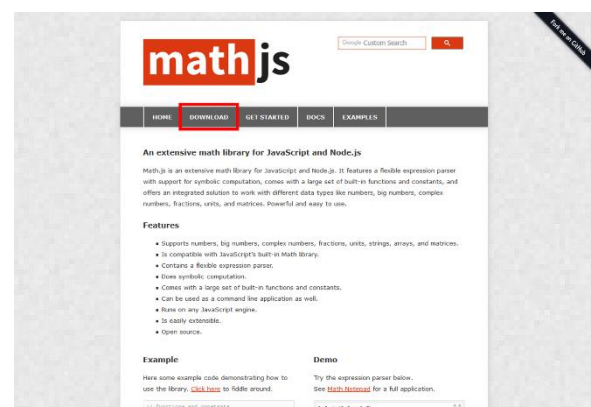 Fork me on GitHub
math js
Google Custom Search
HOME DOWNLOAD GET STARTED DOCS EXAMPLES
An extensive math library for JavaScript and Node.js
Math.js is an extensive math library for JavaScript and Node.js. It features a flexible expression parser
with support for symbolic computation, comes with a large set of built-in functions and constants, and
offers an integrated solution to work with different data types like numbers, big numbers, complex
numbers, fractions, units, and matrices. Powerful and easy to use.
Features
• Supports numbers, big numbers, complex numbers, fractions, units, strings, arrays, and matrices.
• Is compatible with JavaScript's built-in Math library.
• Contains a flexible expression parser.
• Does symbolic computation.
• Comes with a large set of built-in functions and constants.
• Can be used as a command line application as well.
• Runs on any JavaScript engine.
• Is easily extensible.
• Open source.
Example
Here some example code demonstrating how to
use the library. Click here to fiddle around.
// functions and constants
Demo
Try the expression parser below.
See Math Notepad for a full application.